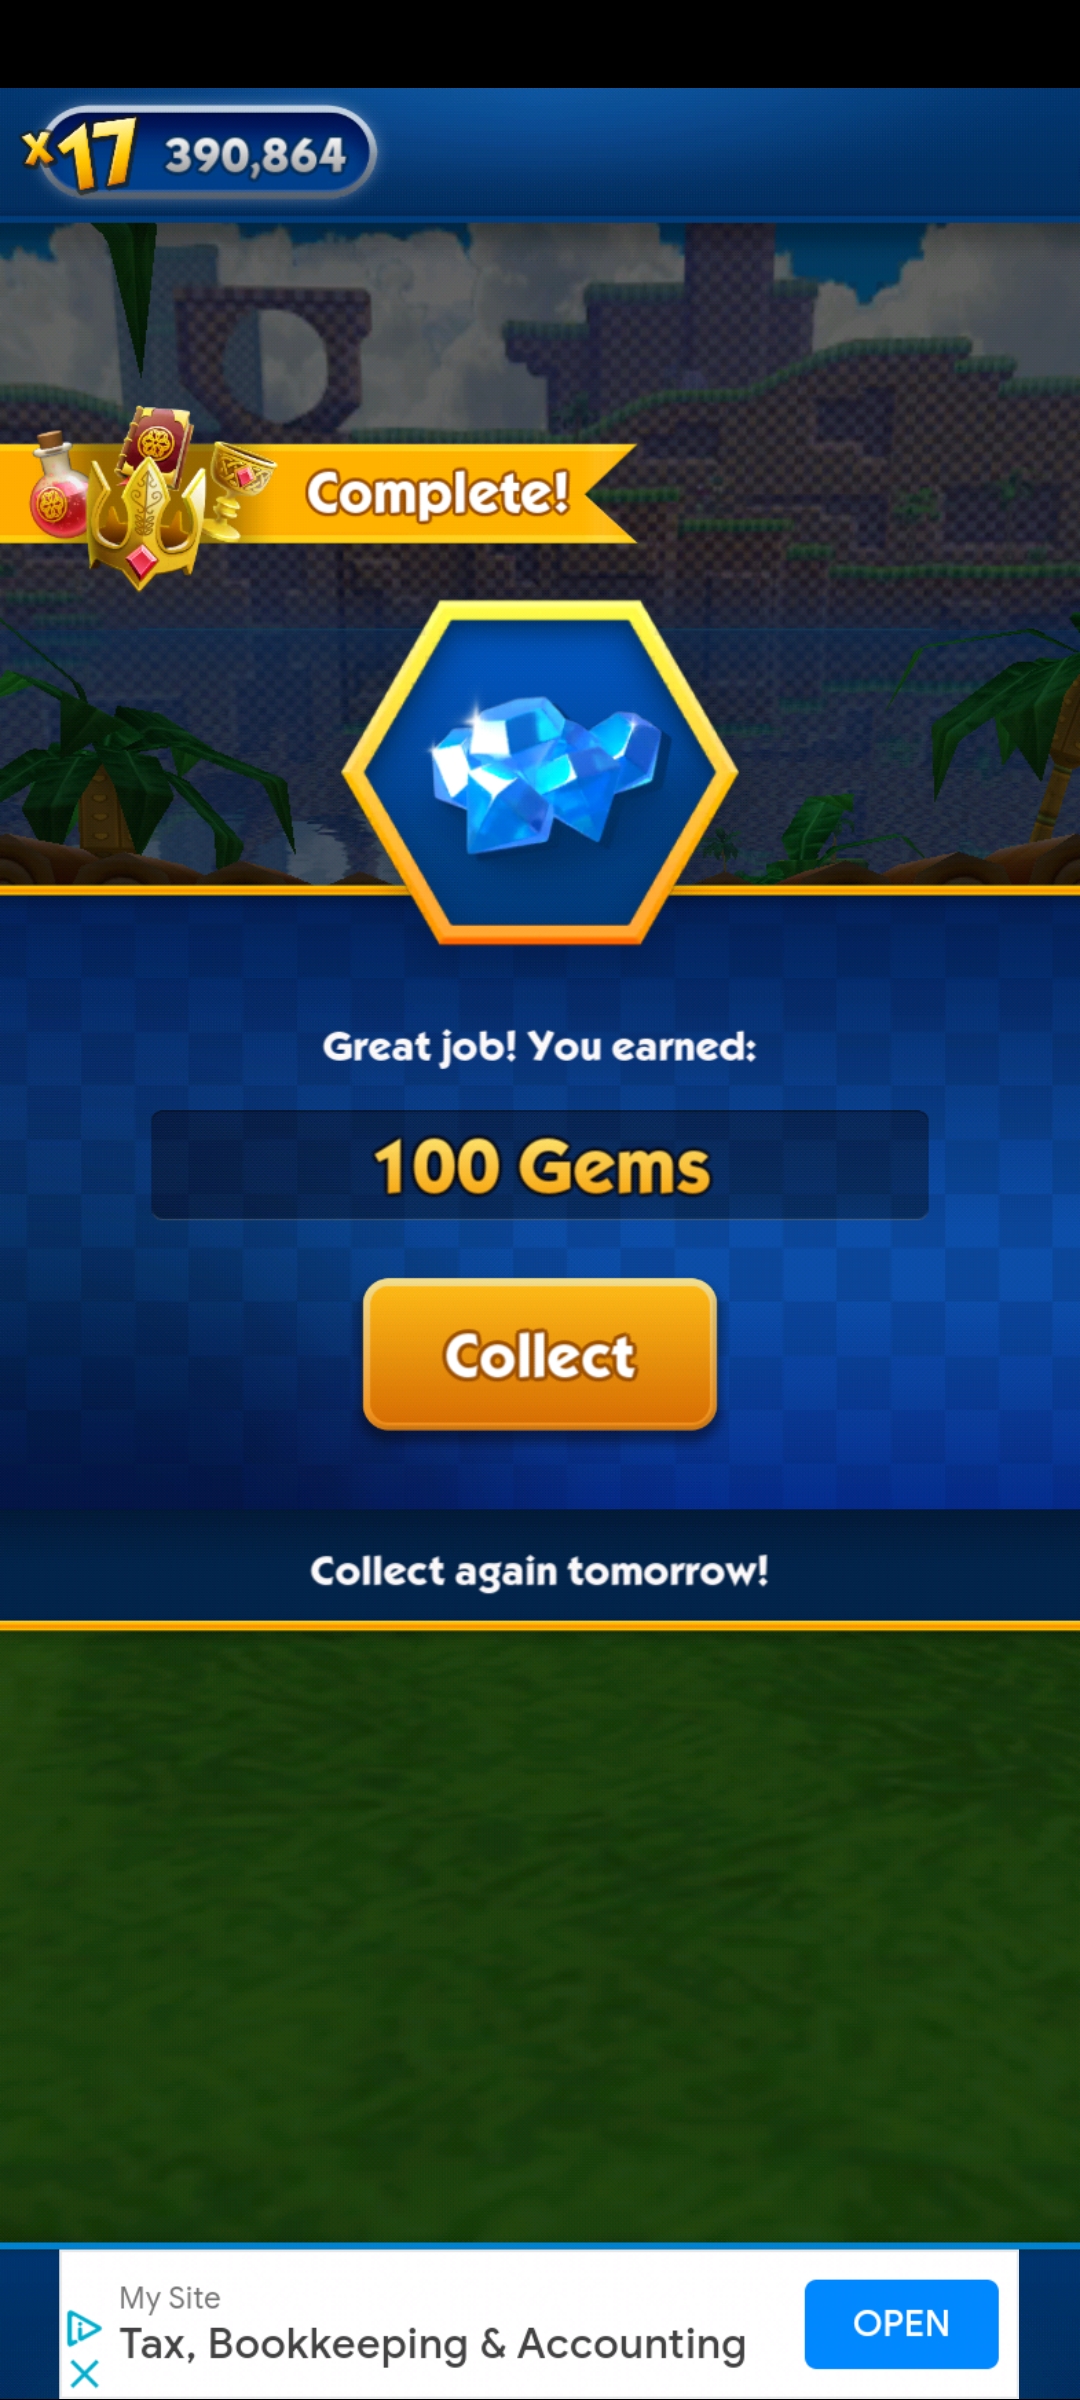 x17 390,864
Complete!
Great job! You earned:
100 Gems
Collect
Collect again tomorrow!
My Site
Tax, Bookkeeping & Accounting
OPEN